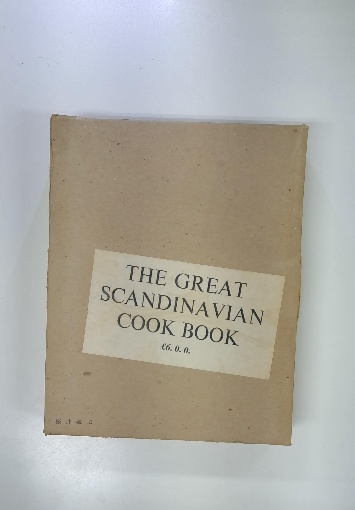 THE GREAT
SCANDINAVIAN
COOK BOOK
£6. 0. 0.